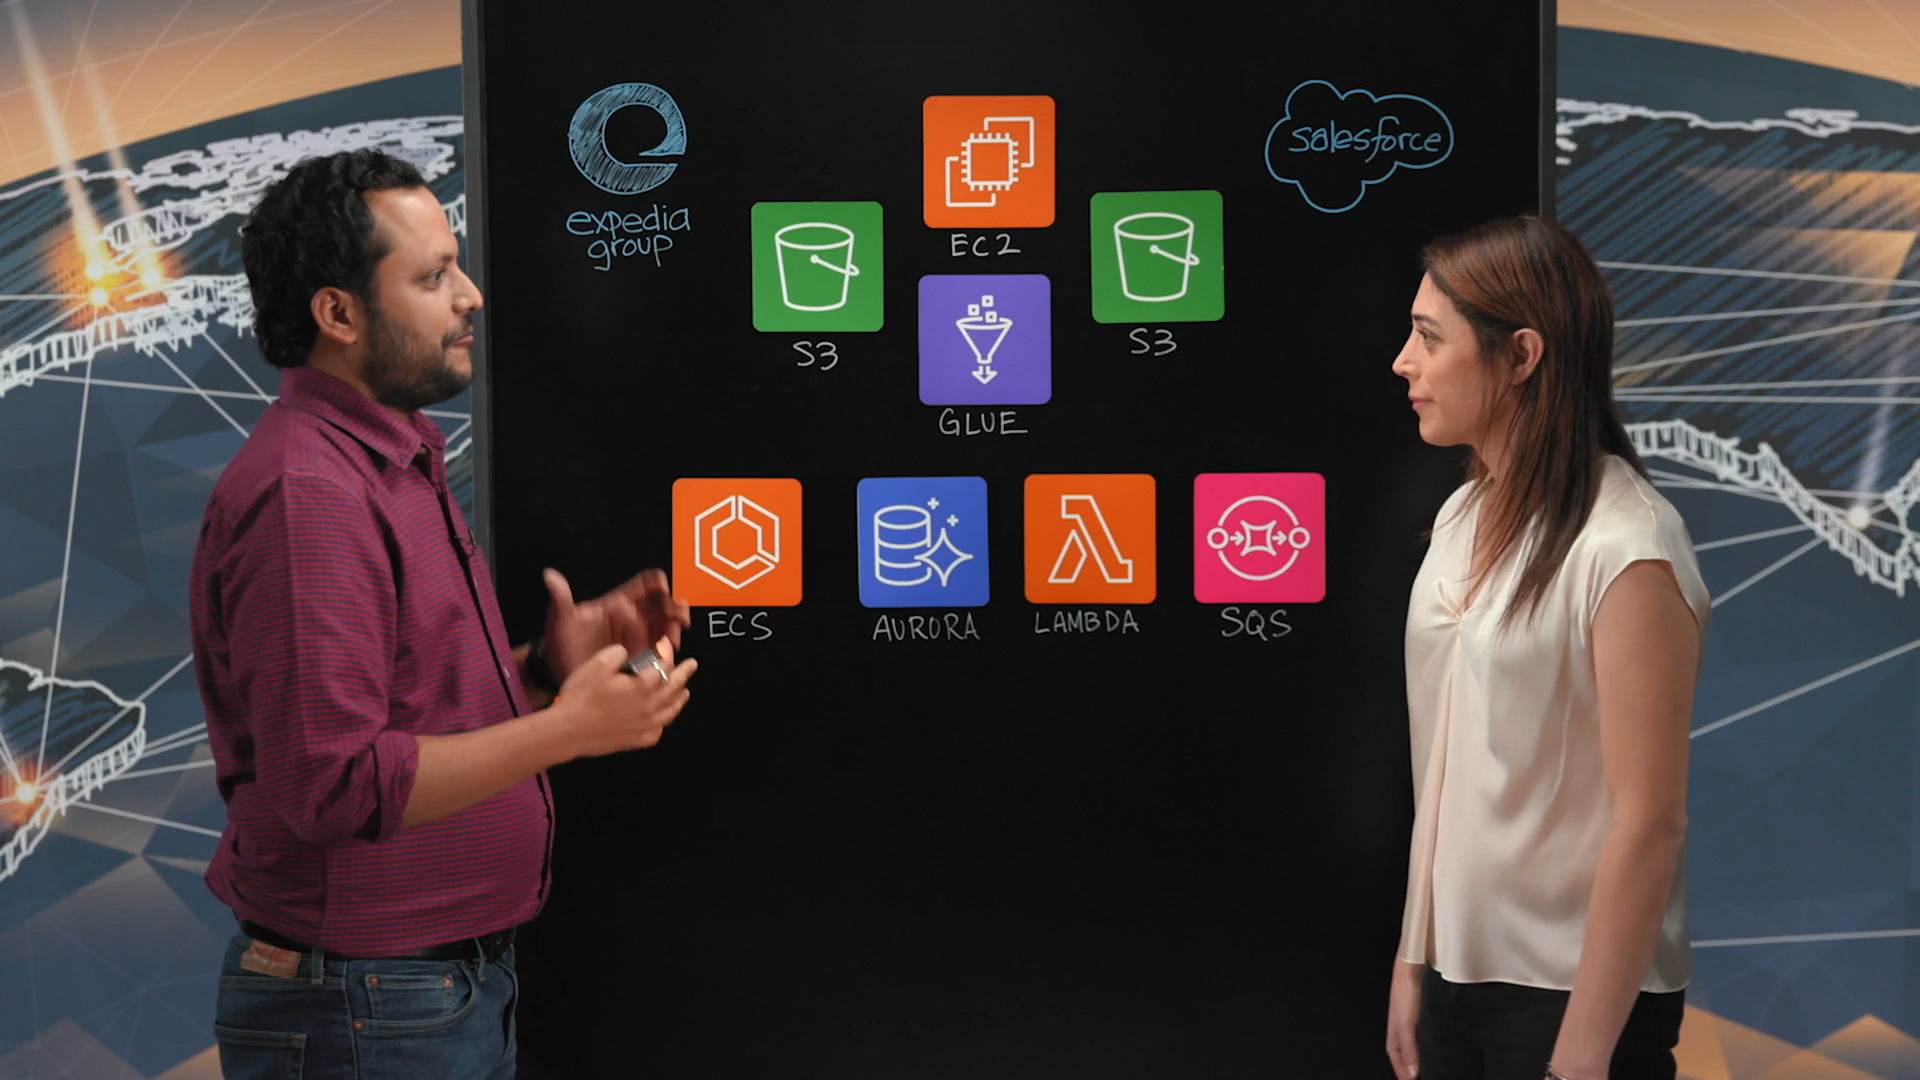 expedia
group
salesforce
EC2
S3
S3
GLUE
ECS
AURORA
LAMBDA
SQS